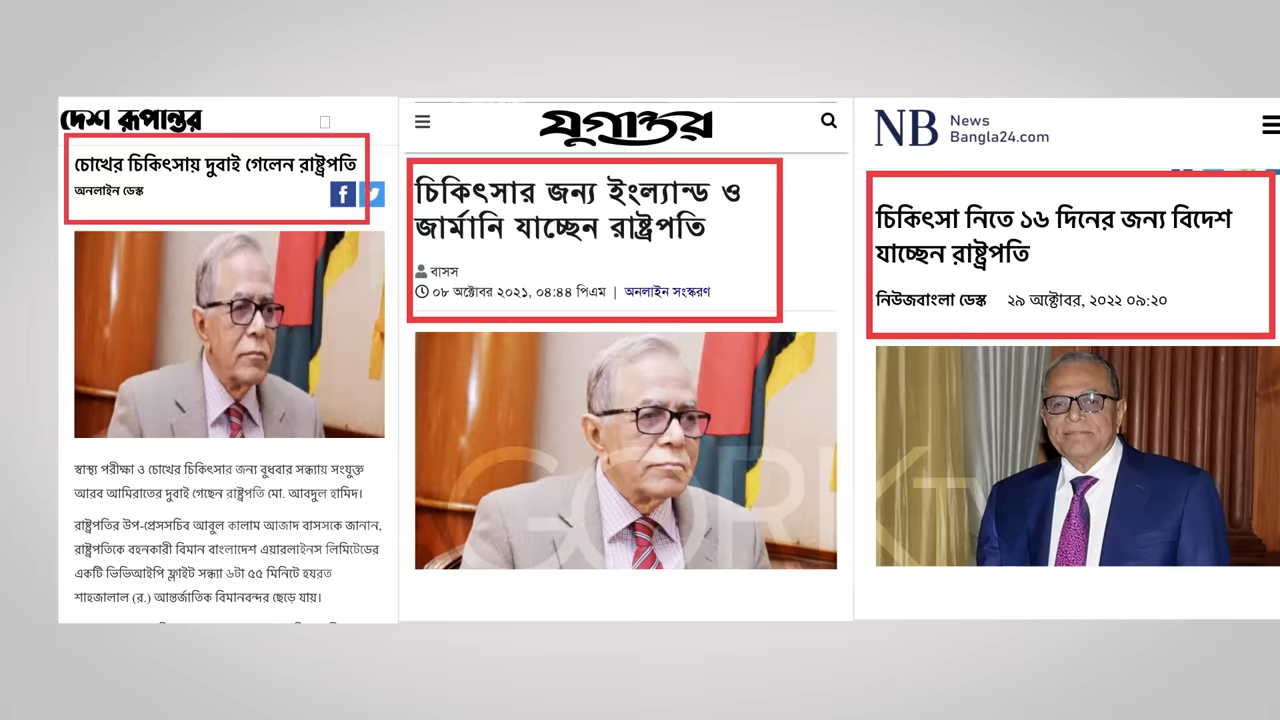 দেশ রূপান্তর
চোখের চিকিৎসায় দুবাই গেলেন রাষ্ট্রপতি
অনলাইন ডেস্ক
স্বাস্থ্য পরীক্ষা ও চোখের চিকিৎসার জন্য বুধবার সন্ধ্যায় সংযুক্ত
আরব আমিরাতের দুবাই গেছেন রাষ্ট্রপতি মো. আবদুল হামিদ।
রাষ্ট্রপতির উপ-প্রেসসচিব আবুল কালাম আজাদ বাসসকে জানান,
রাষ্ট্রপতিকে বহনকারী বিমান বাংলাদেশ এয়ারলাইনস লিমিটেডের
একটি ভিভিআইপি ফ্লাইট সন্ধ্যা ৬টা ৫৫ মিনিটে হযরত
শাহজালাল (র.) আন্তর্জাতিক বিমানবন্দর ছেড়ে যায়।
যুগান্তর
চিকিৎসার জন্য ইংল্যান্ড ও
জার্মানি যাচ্ছেন রাষ্ট্রপতি
বাসস
০৮ অক্টোবর ২০২১, ০৪:৪৪ পিএম | অনলাইন সংস্করণ
GORKTV
NB News
Bangla24.com
চিকিৎসা নিতে ১৬ দিনের জন্য বিদেশ
যাচ্ছেন রাষ্ট্রপতি
নিউজবাংলা ডেস্ক ২৯ অক্টোবর, ২০২২ ০৯:২০